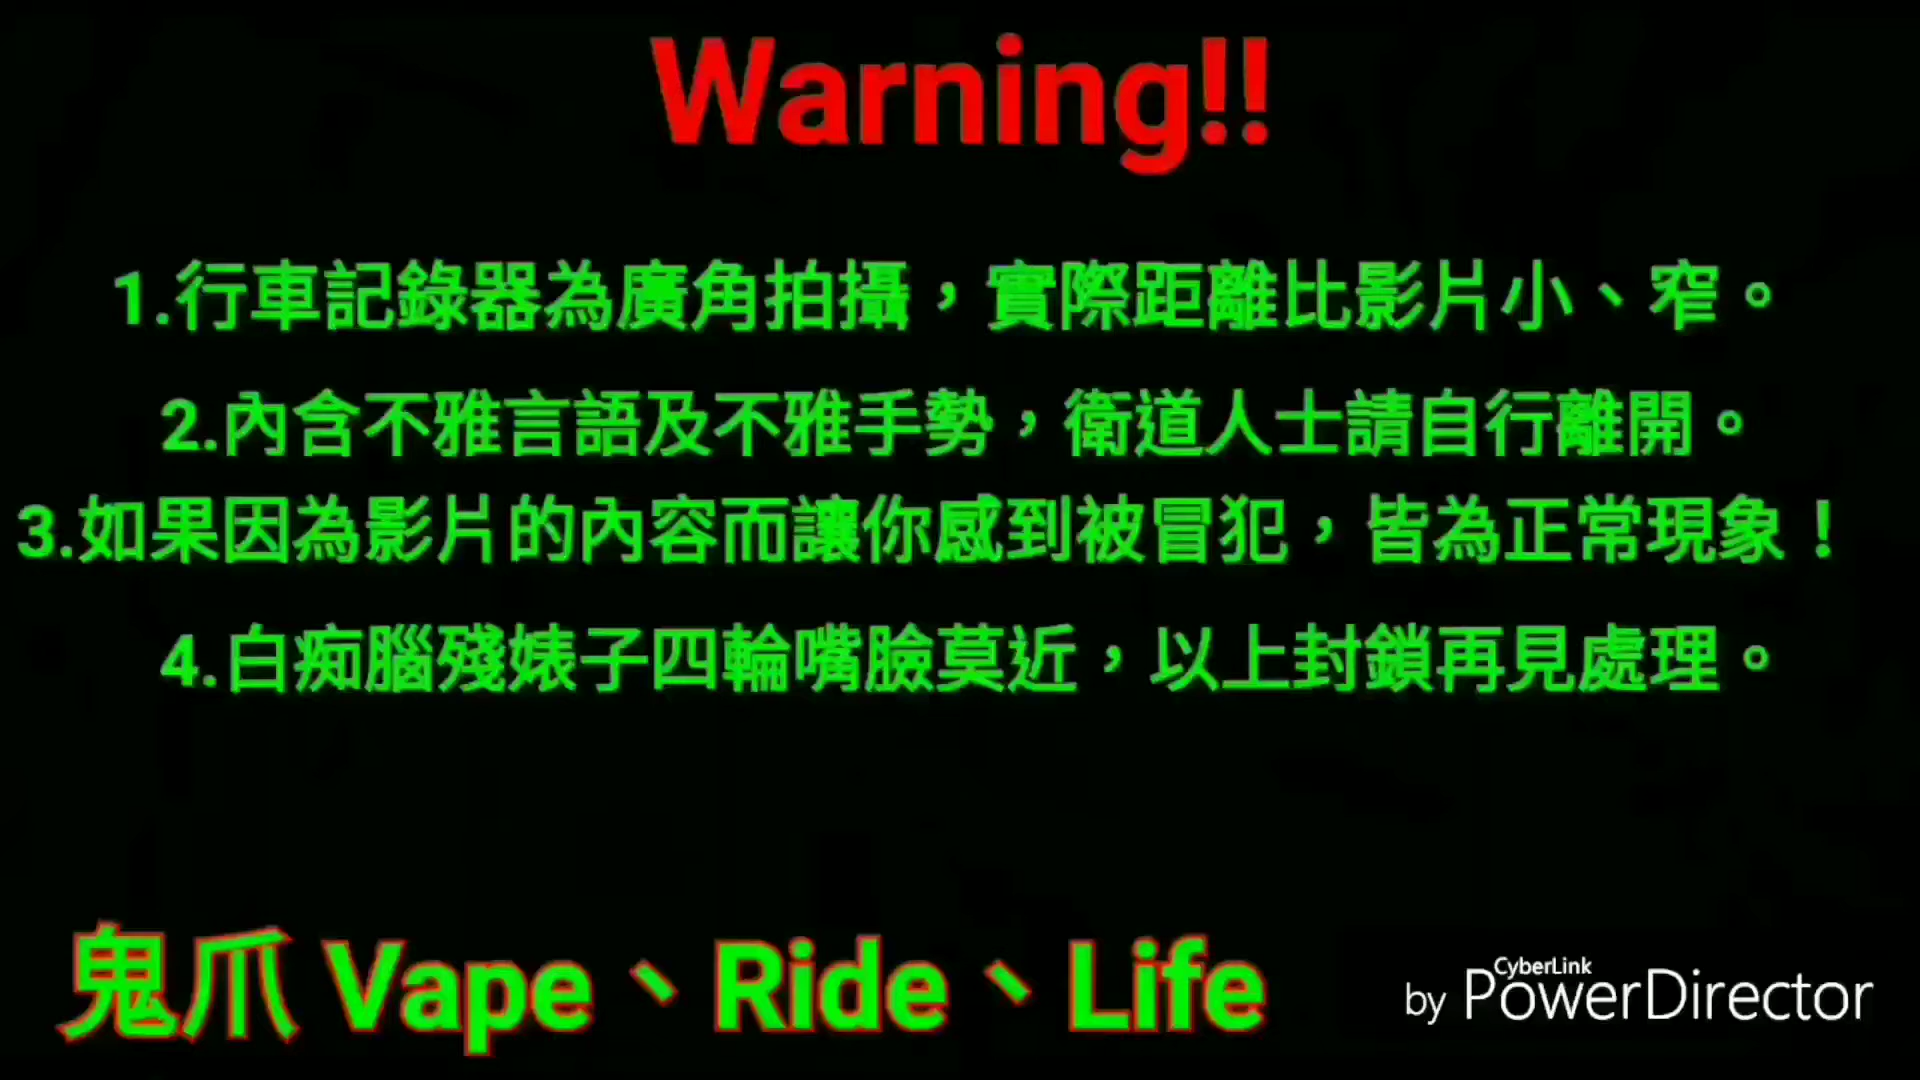 Warning!!
1.行車記錄器為廣角拍攝，實際距離比影片小、窄。
2.內含不雅言語及不雅手勢，衛道人士請自行離開。
3.如果因為影片的內容而讓你感到被冒犯，皆為正常現象！
4.白痴腦殘婊子四輪嘴臉莫近，以上封鎖再見處理。
鬼爪 Vape、Ride、Life
by CyberLink PowerDirector